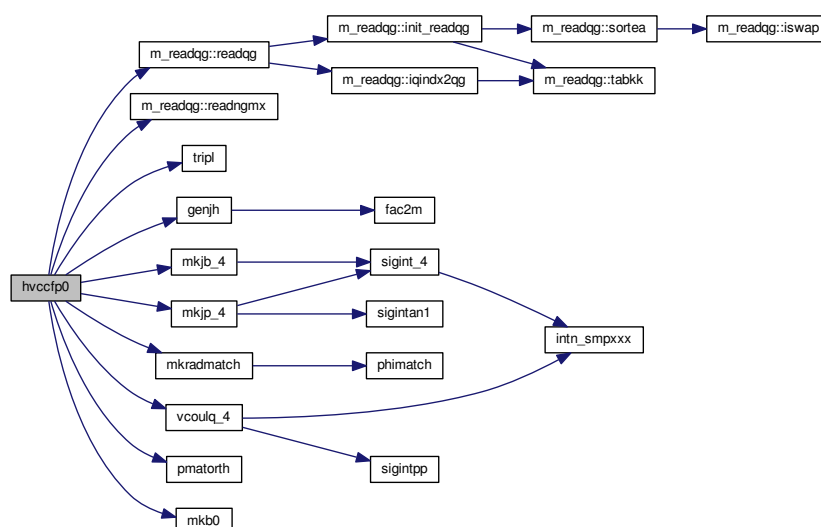 m_readqg::init_readqg
m_readqg::sortea
m_readqg::iswap
m_readqg::readqg
m_readqg::iqindx2qg
m_readqg::tabkk
m_readqg::readngmx
tripl
genjh
fac2m
mkjb_4
sigint_4
hvccfp0
mkjp_4
sigintan1
intn_smpxxx
mkradmatch
phimatch
vcoulq_4
pmatorth
sigintpp
mkb0